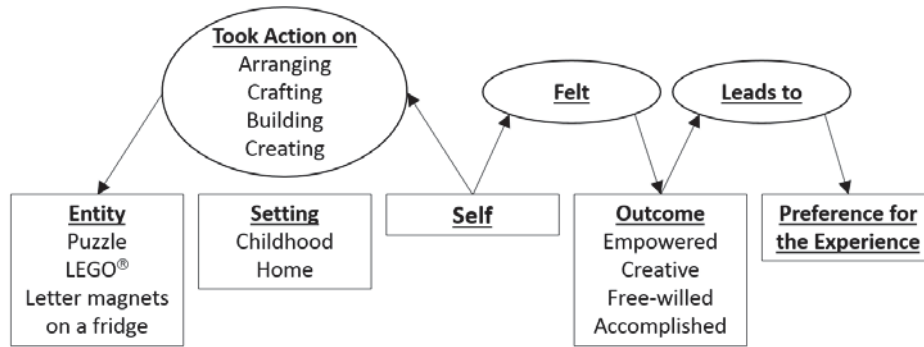 Took Action on
Arranging
Crafting
Building
Creating
Felt
Leads to
Entity
Puzzle
LEGO®
Letter magnets
on a fridge
Setting
Childhood
Home
Self
Outcome
Empowered
Creative
Free-willed
Accomplished
Preference for
the Experience